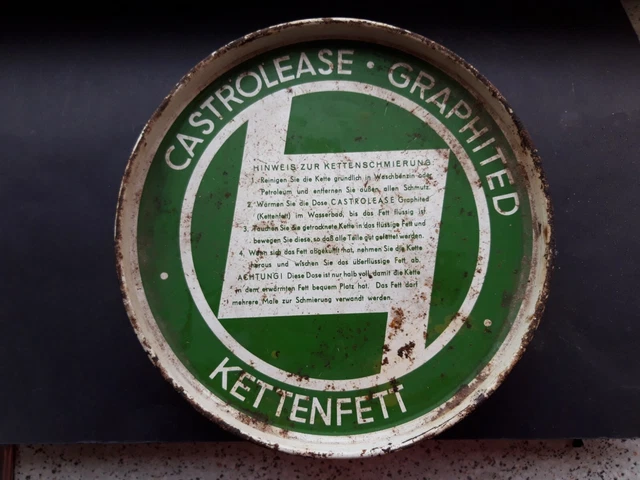 CASTROLEASE · GRAPHITED
HINWEIS ZUR KETTENSCHMIERUNG
1. Reinigen Sie die Kette gründlich in Waschbenzin oder
Petroleum und entfernen Sie außen allen Schmutz.
2. Wärmen Sie die Dose CASTROLEASE Graphited
(Kettenfett) im Wasserbad, bis das Fett flüssig ist.
3. Tauchen Sie die getrocknete Kette in das flüssige Fett und
bewegen Sie diese, so daß alle Teile gut gefettet werden.
4. Wenn sich das Fett abgekühlt hat, nehmen Sie die Kette
heraus und wischen Sie das überflüssige Fett ab.
ACHTUNG! Diese Dose ist nur halb voll, damit die Kette
in dem erwärmten Fett bequem Platz hat. Das Fett darf
mehrere Male zur Schmierung verwandt werden.
KETTENFETT